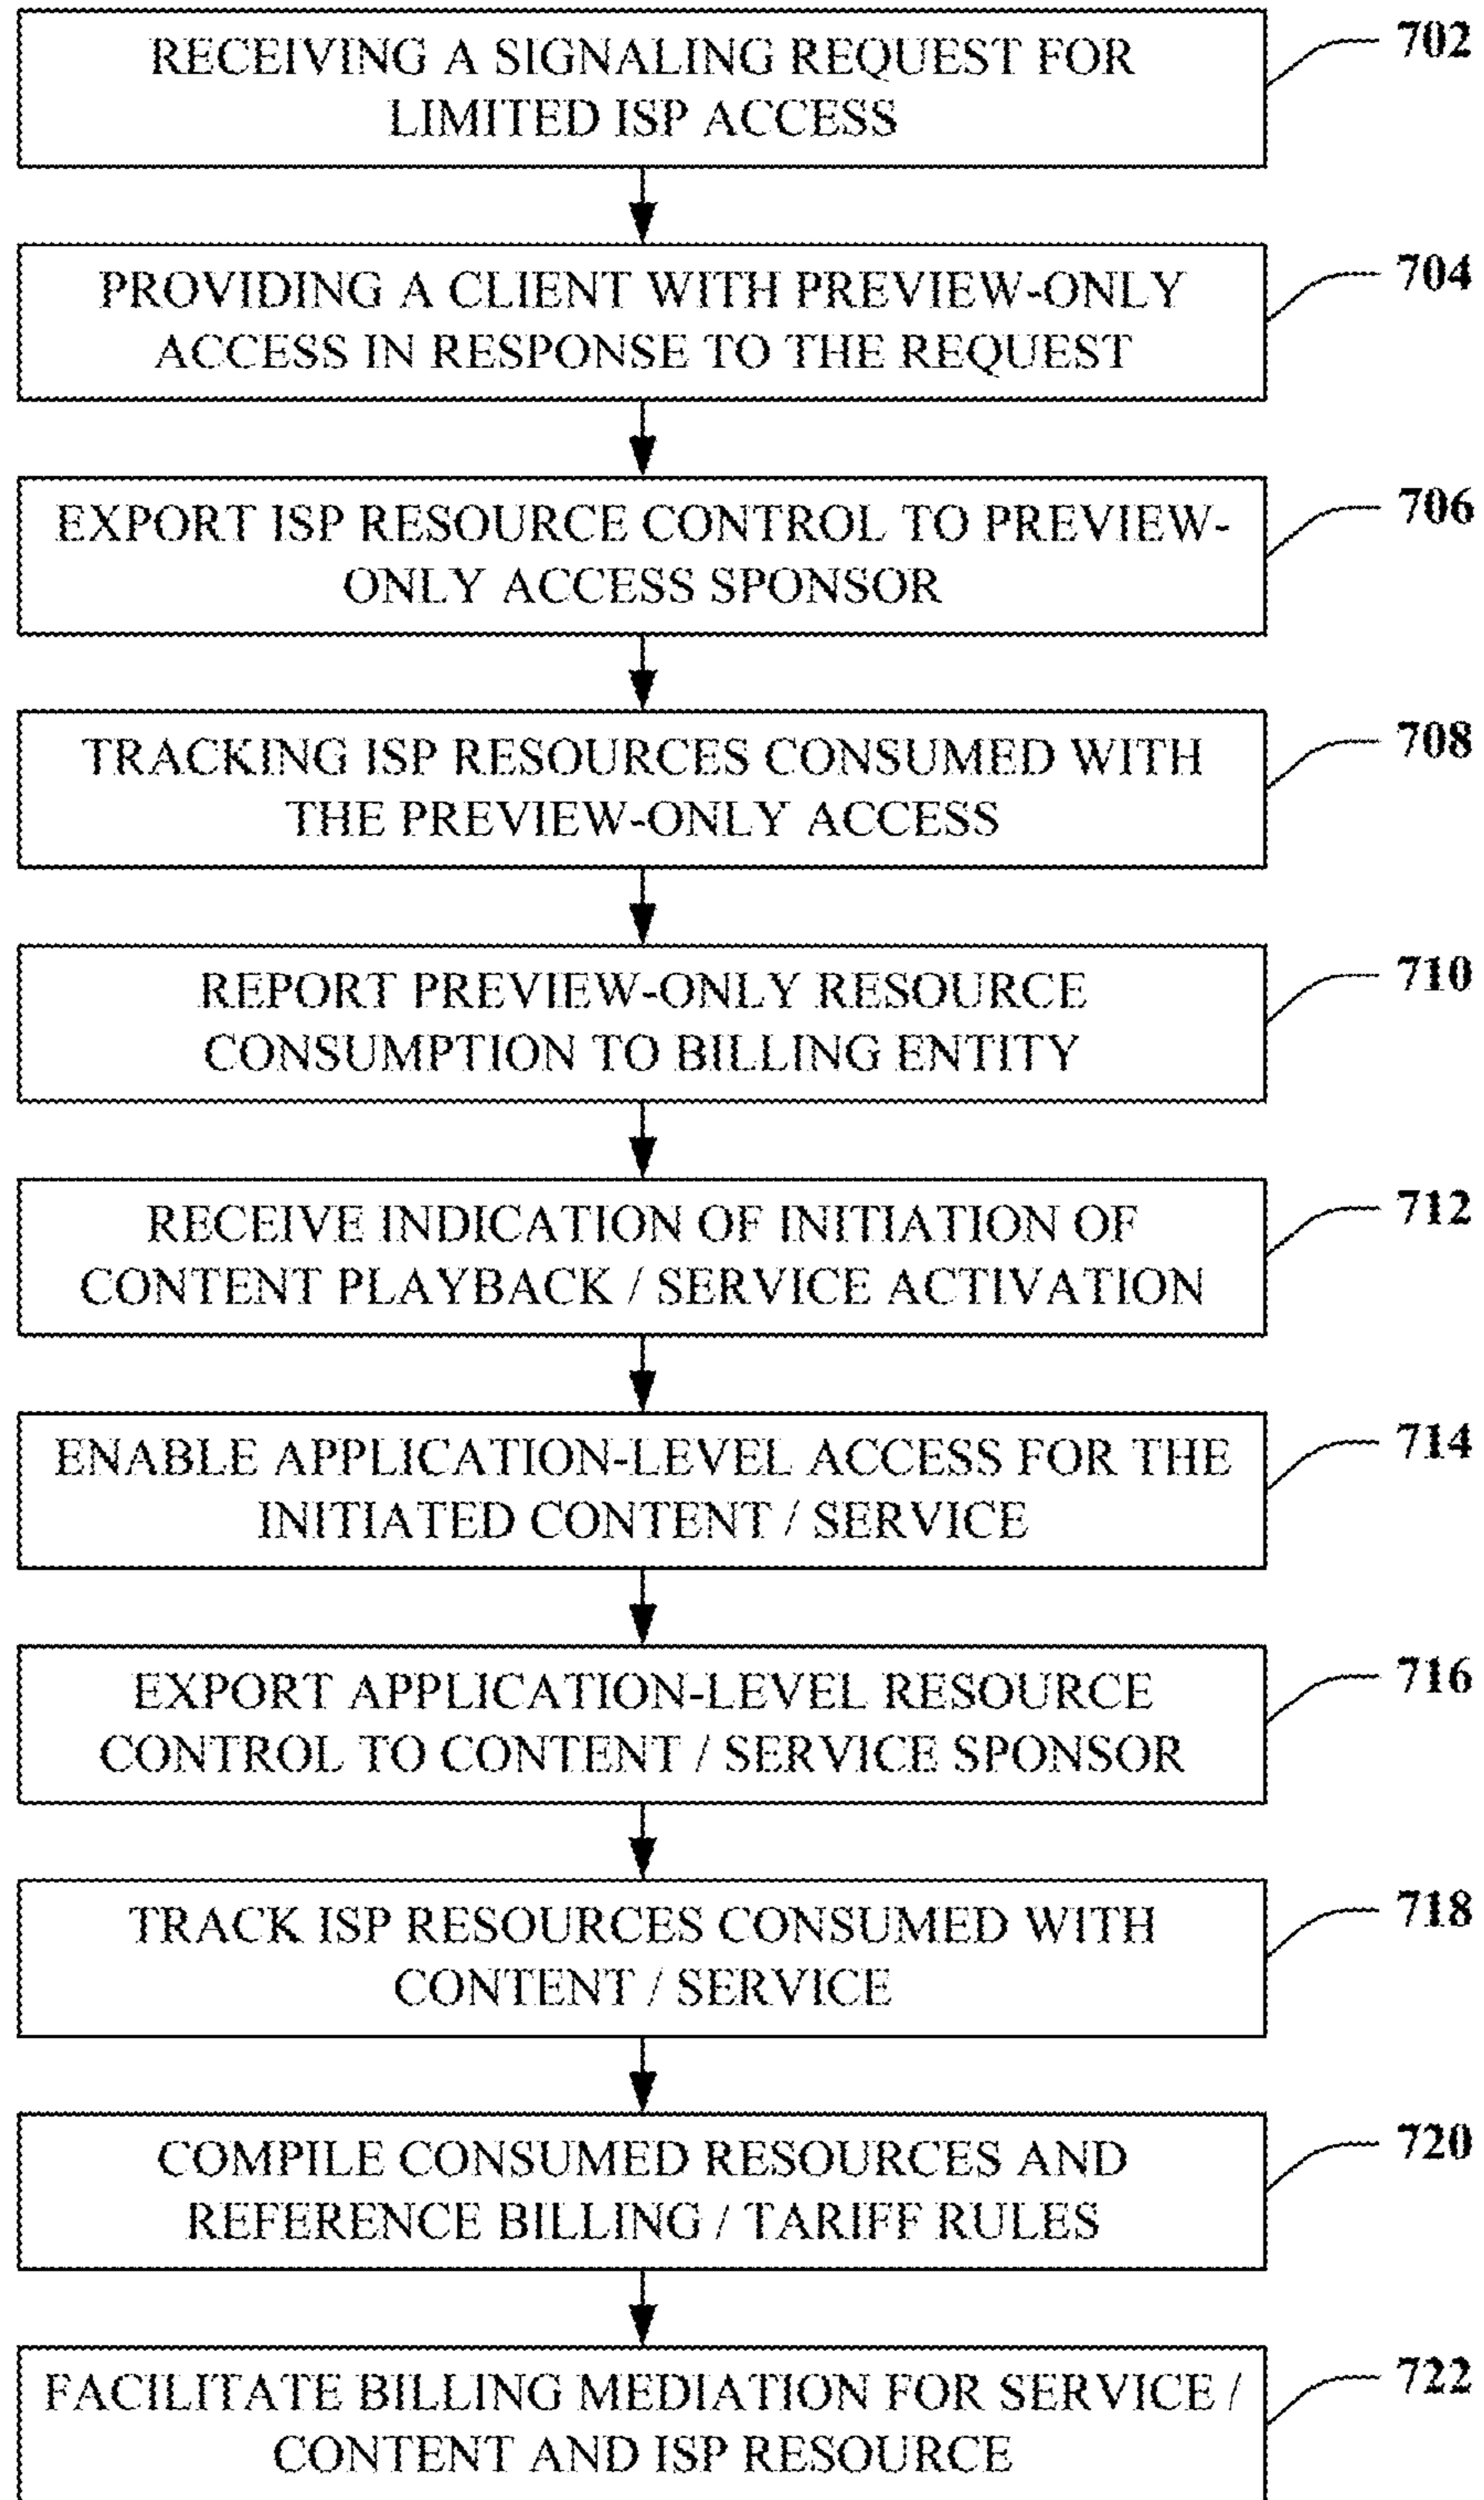 RECEIVING A SIGNALING REQUEST FOR
LIMITED ISP ACCESS
702
PROVIDING A CLIENT WITH PREVIEW-ONLY
ACCESS IN RESPONSE TO THE REQUEST
704
EXPORT ISP RESOURCE CONTROL TO PREVIEW-
ONLY ACCESS SPONSOR
706
TRACKING ISP RESOURCES CONSUMED WITH
THE PREVIEW-ONLY ACCESS
708
REPORT PREVIEW-ONLY RESOURCE
CONSUMPTION TO BILLING ENTITY
710
RECEIVE INDICATION OF INITIATION OF
CONTENT PLAYBACK / SERVICE ACTIVATION
712
ENABLE APPLICATION-LEVEL ACCESS FOR THE
INITIATED CONTENT / SERVICE
714
EXPORT APPLICATION-LEVEL RESOURCE
CONTROL TO CONTENT / SERVICE SPONSOR
716
TRACK ISP RESOURCES CONSUMED WITH
CONTENT / SERVICE
718
COMPILE CONSUMED RESOURCES AND
REFERENCE BILLING / TARIFF RULES
720
FACILITATE BILLING MEDIATION FOR SERVICE /
CONTENT AND ISP RESOURCE
722